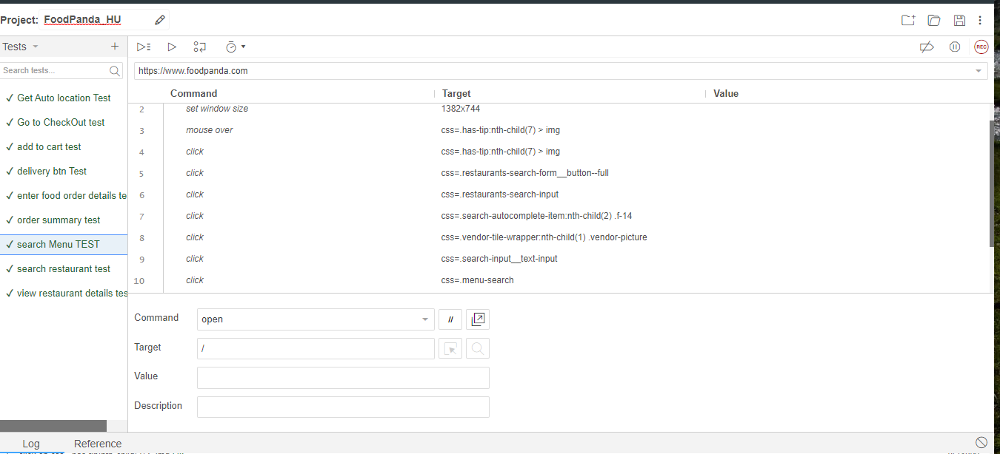 Project: FoodPanda_HU
Tests
Search tests...
✓ Get Auto location Test
✓ Go to CheckOut test
✓ add to cart test
✓ delivery btn Test
✓ enter food order details te
✓ order summary test
✓ search Menu TEST
✓ search restaurant test
✓ view restaurant details tes
REC
https://www.foodpanda.com
Command Target Value
2 set window size 1382x744
3 mouse over css=.has-tip:nth-child(7) > img
4 click css=.has-tip:nth-child(7) > img
5 click css=.restaurants-search-form__button--full
6 click css=.restaurants-search-input
7 click css=.search-autocomplete-item:nth-child(2) .f-14
8 click css=.vendor-tile-wrapper:nth-child(1) .vendor-picture
9 click css=.search-input__text-input
10 click css=.menu-search
Command open //
Target /
Value
Description
Log Reference